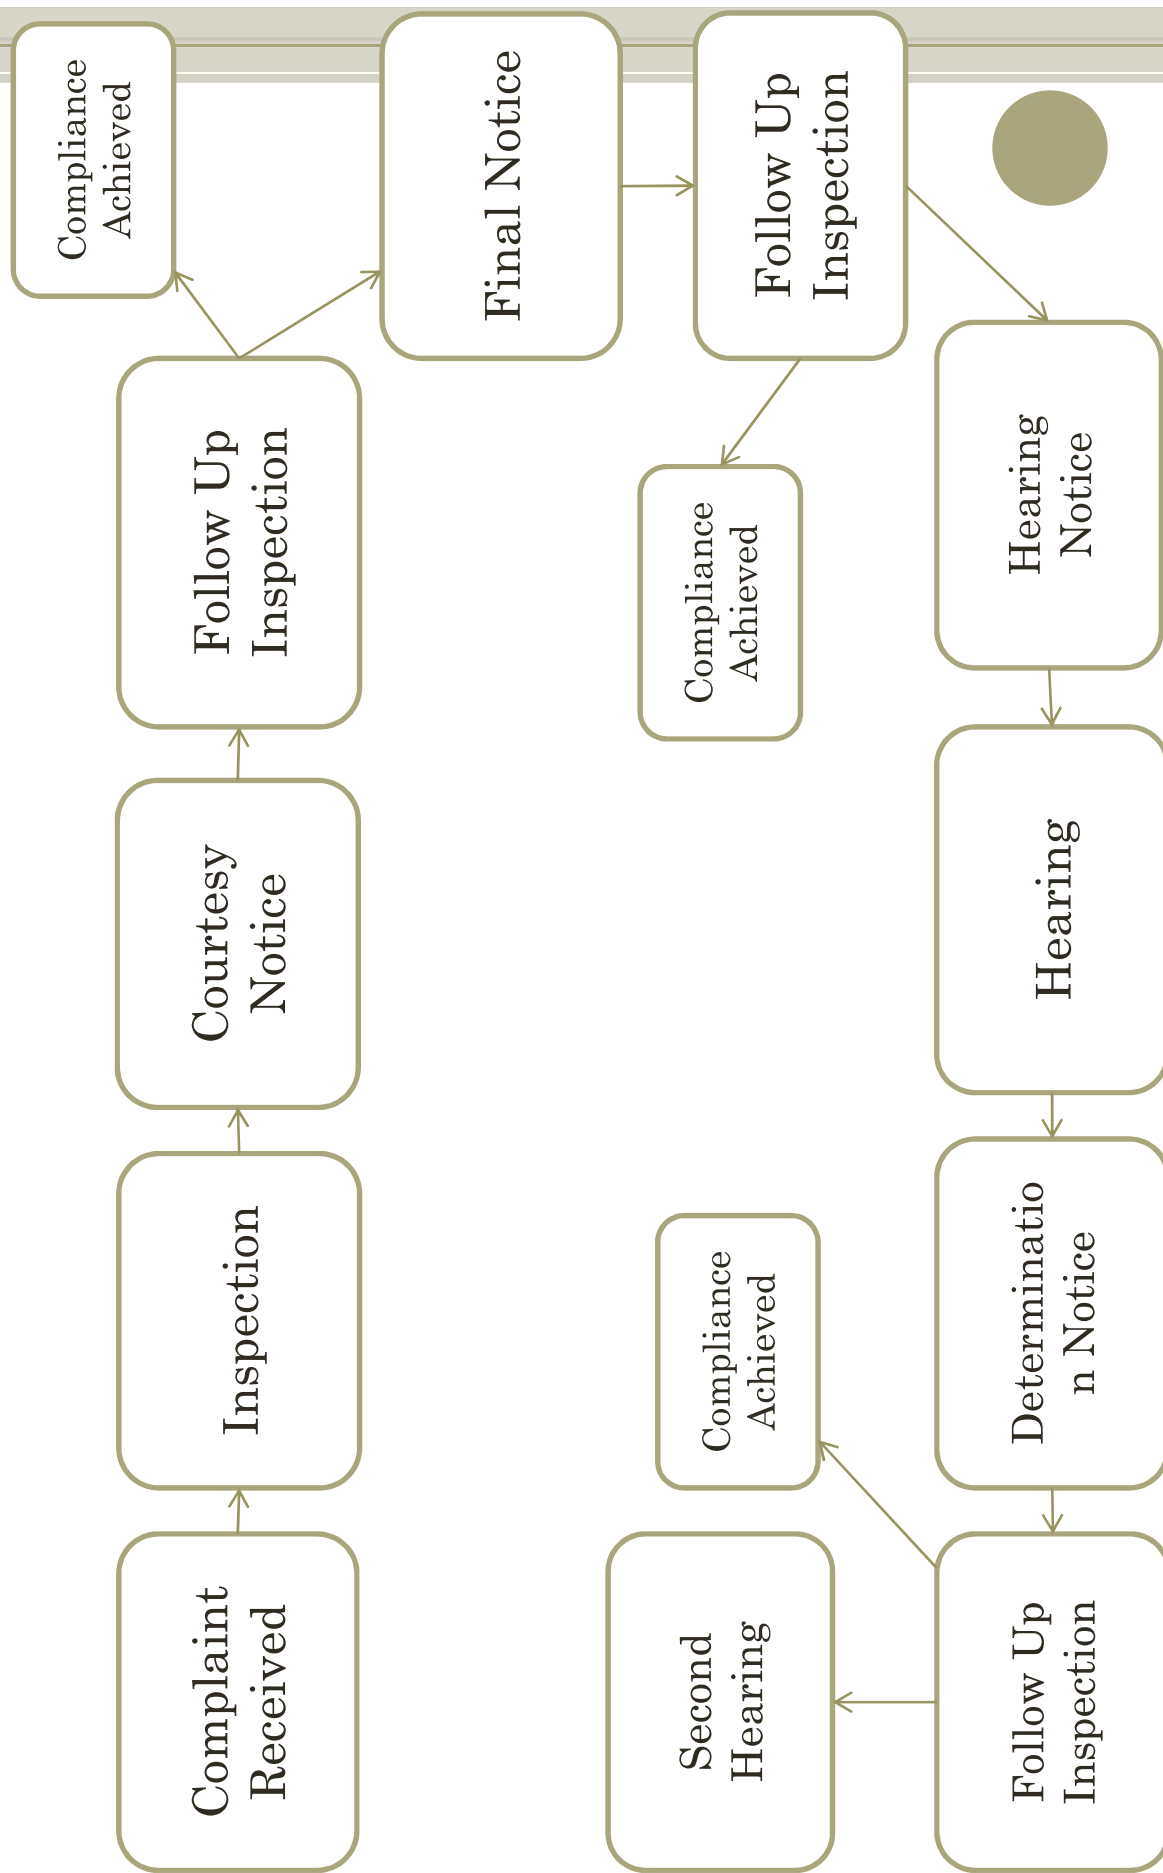 Complaint
Received
Inspection
Courtesy
Notice
Follow Up
Inspection
Compliance
Achieved
Final Notice
Follow Up
Inspection
Compliance
Achieved
Hearing
Notice
Hearing
Determinatio
n Notice
Follow Up
Inspection
Compliance
Achieved
Second
Hearing